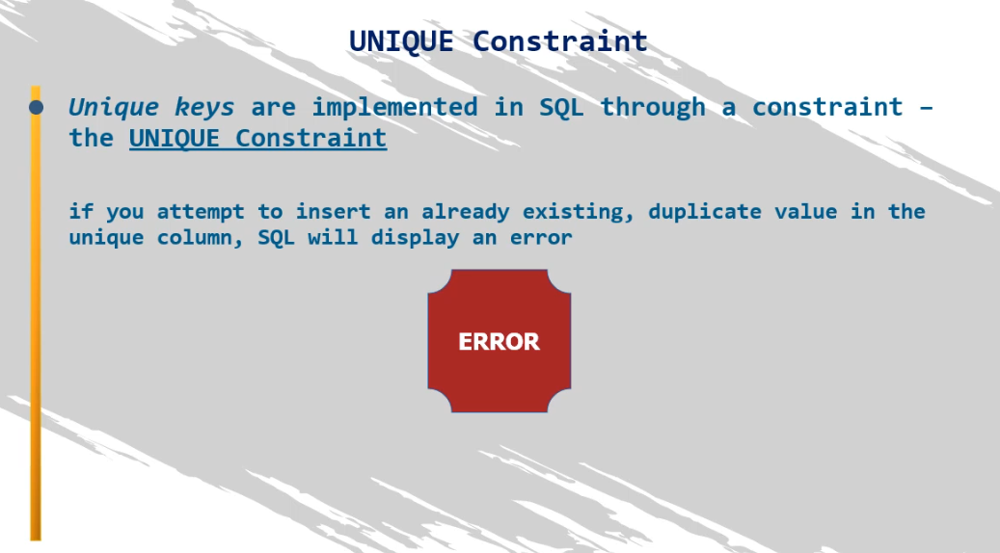 UNIQUE Constraint
Unique keys are implemented in SQL through a constraint –
the UNIQUE Constraint
if you attempt to insert an already existing, duplicate value in the
unique column, SQL will display an error
ERROR